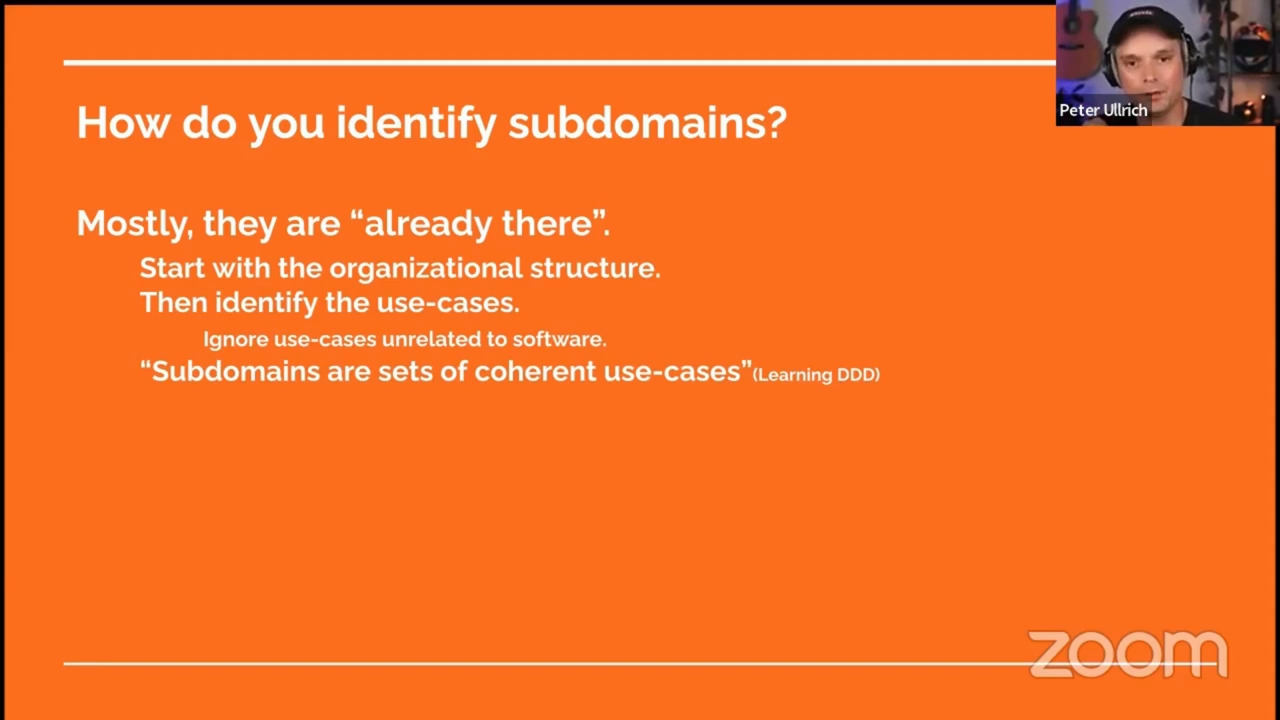 Peter Ullrich
How do you identify subdomains?
Mostly, they are “already there”.
Start with the organizational structure.
Then identify the use-cases.
Ignore use-cases unrelated to software.
“Subdomains are sets of coherent use-cases”(Learning DDD)
zoom